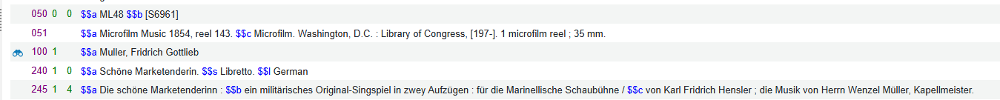 050 0 0 $$a ML48 $$b [S6961]
051 $$a Microfilm Music 1854, reel 143. $$c Microfilm. Washington, D.C. : Library of Congress, [197-]. 1 microfilm reel ; 35 mm.
100 1 $$a Muller, Fridrich Gottlieb
240 1 0 $$a Schöne Marketenderin. $$s Libretto. $$l German
245 1 4 $$a Die schöne Marketenderinn : $$b ein militärisches Original-Singspiel in zwey Aufzügen : für die Marinellische Schaubühne / $$c von Karl Fridrich Hensler ; die Musik von Herrn Wenzel Müller, Kapellmeister.